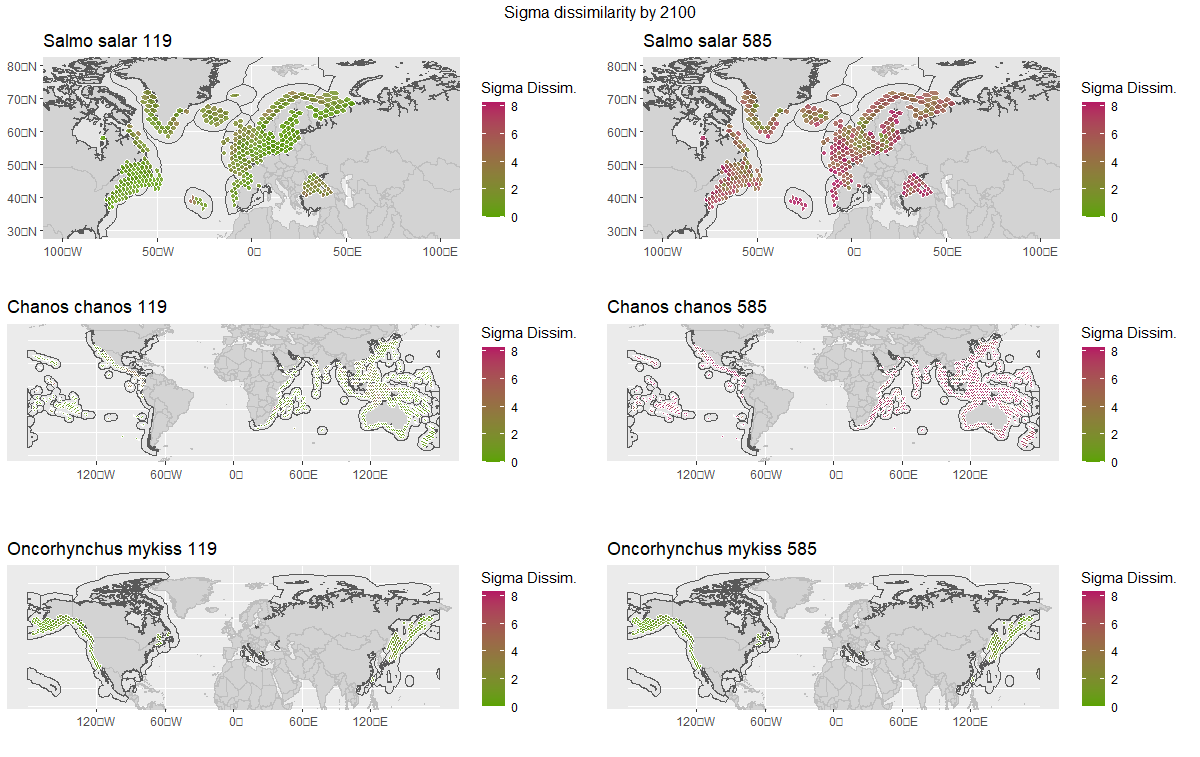 Sigma dissimilarity by 2100
Salmo salar 119
80□N
70□N
60□N
50□N
40□N
30□N
100□W 50□W 0□ 50□E 100□E
Sigma Dissim.
8
6
4
2
0
Salmo salar 585
80□N
70□N
60□N
50□N
40□N
30□N
100□W 50□W 0□ 50□E 100□E
Sigma Dissim.
8
6
4
2
0
Chanos chanos 119
120□W 60□W 0□ 60□E 120□E
Sigma Dissim.
8
6
4
2
0
Chanos chanos 585
120□W 60□W 0□ 60□E 120□E
Sigma Dissim.
8
6
4
2
0
Oncorhynchus mykiss 119
120□W 60□W 0□ 60□E 120□E
Sigma Dissim.
8
6
4
2
0
Oncorhynchus mykiss 585
120□W 60□W 0□ 60□E 120□E
Sigma Dissim.
8
6
4
2
0